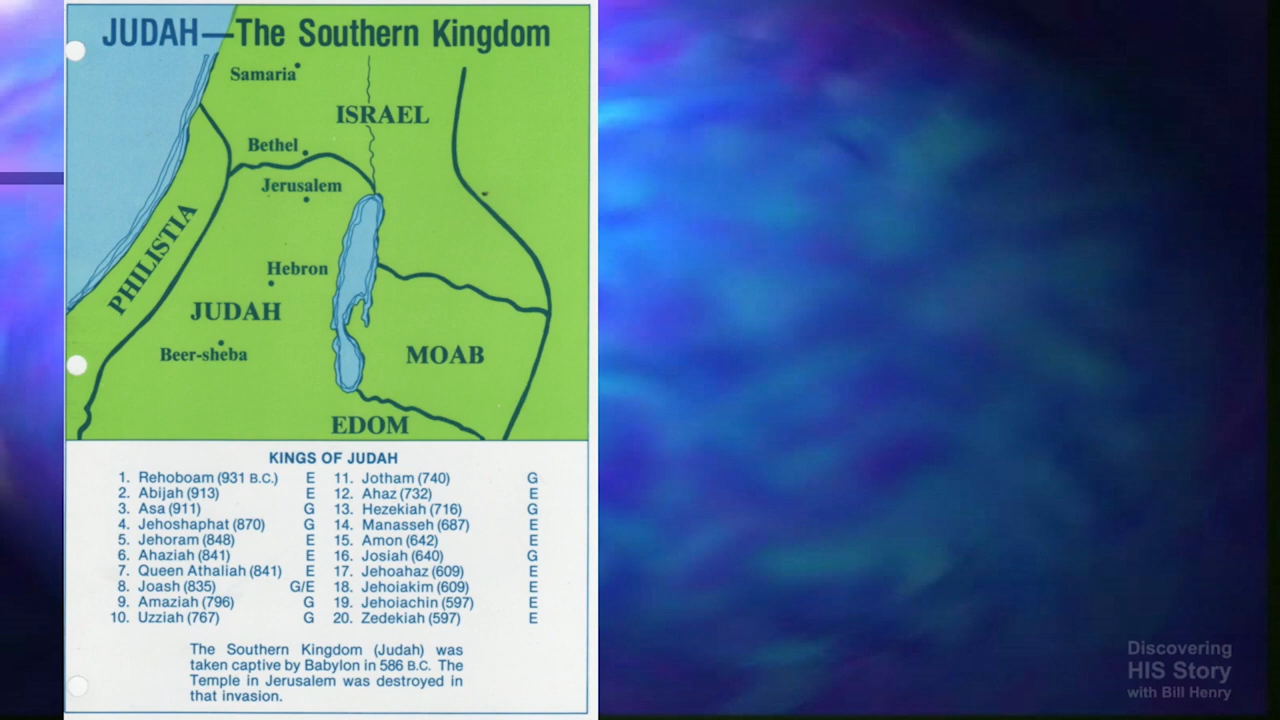 JUDAH—The Southern Kingdom
Samaria
ISRAEL
Bethel
Jerusalem
PHILISTIA
Hebron
JUDAH
Beer-sheba
MOAB
EDOM
KINGS OF JUDAH
1. Rehoboam (931 B.C.) E
2. Abijah (913) E
3. Asa (911) G
4. Jehoshaphat (870) G
5. Jehoram (848) E
6. Ahaziah (841) E
7. Queen Athaliah (841) E
8. Joash (835) G/E
9. Amaziah (796) G
10. Uzziah (767) G
11. Jotham (740) G
12. Ahaz (732) E
13. Hezekiah (716) G
14. Manasseh (687) E
15. Amon (642) E
16. Josiah (640) G
17. Jehoahaz (609) E
18. Jehoiakim (609) E
19. Jehoiachin (597) E
20. Zedekiah (597) E
The Southern Kingdom (Judah) was
taken captive by Babylon in 586 B.C. The
Temple in Jerusalem was destroyed in
that invasion.
Discovering
HIS Story
with Bill Henry